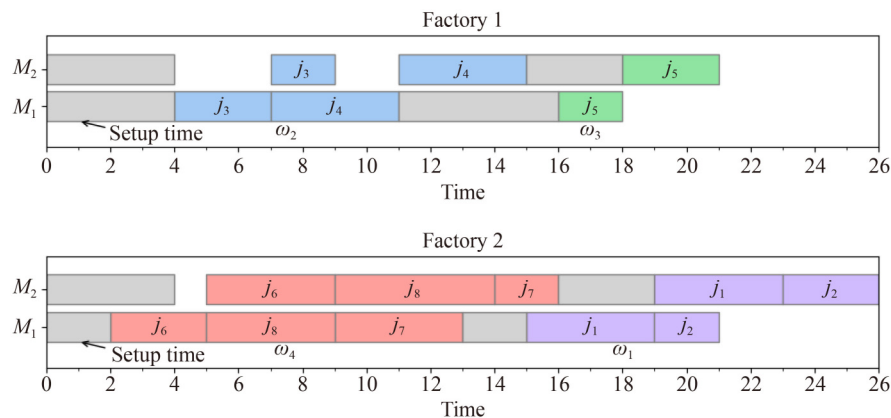 Factory 1
M₂ j₃ j₄ j₅
M₁ j₃ j₄ j₅
Setup time ω₂ ω₃
0 2 4 6 8 10 12 14 16 18 20 22 24 26
Time
Factory 2
M₂ j₆ j₈ j₇ j₁ j₂
M₁ j₆ j₈ j₇ j₁ j₂
Setup time ω₄ ω₁
0 2 4 6 8 10 12 14 16 18 20 22 24 26
Time